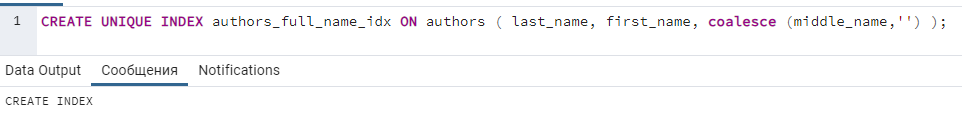 1 CREATE UNIQUE INDEX authors_full_name_idx ON authors ( last_name, first_name, coalesce (middle_name,'') );
Data Output Сообщения Notifications
CREATE INDEX